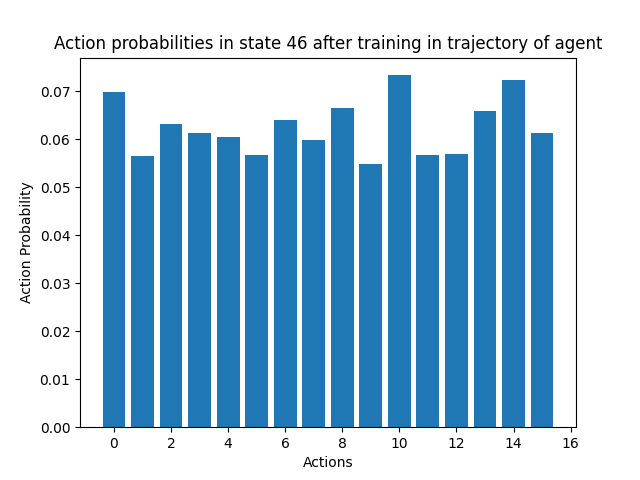 Action probabilities in state 46 after training in trajectory of agent
0.07
0.06
0.05
0.04
0.03
0.02
0.01
0.00
Action Probability
0 2 4 6 8 10 12 14 16
Actions